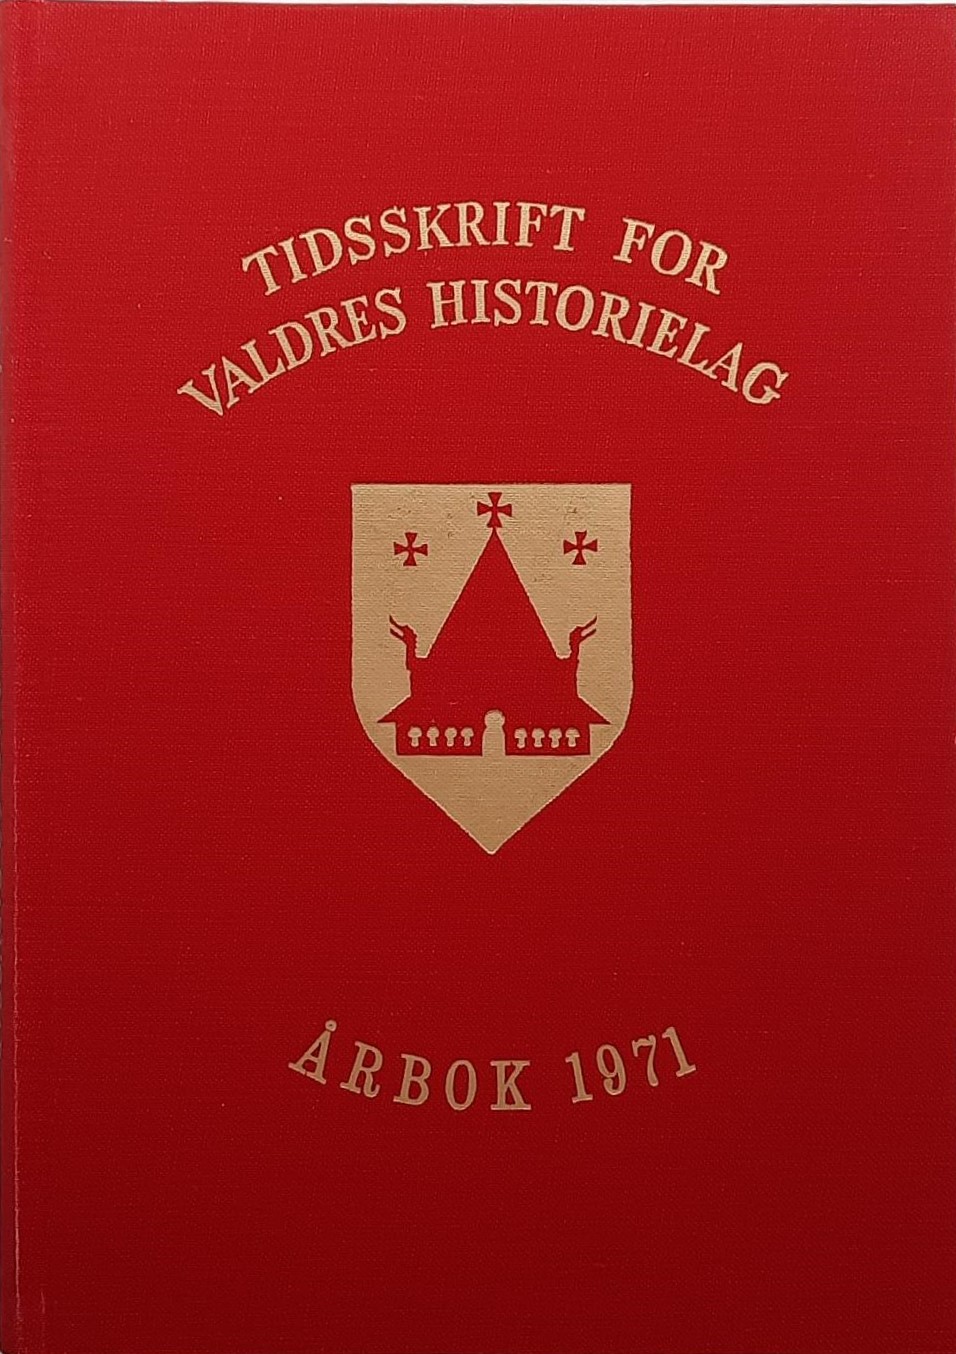 TIDSSKRIFT FOR
VALDRES HISTORIELAG
ÅRBOK 1971